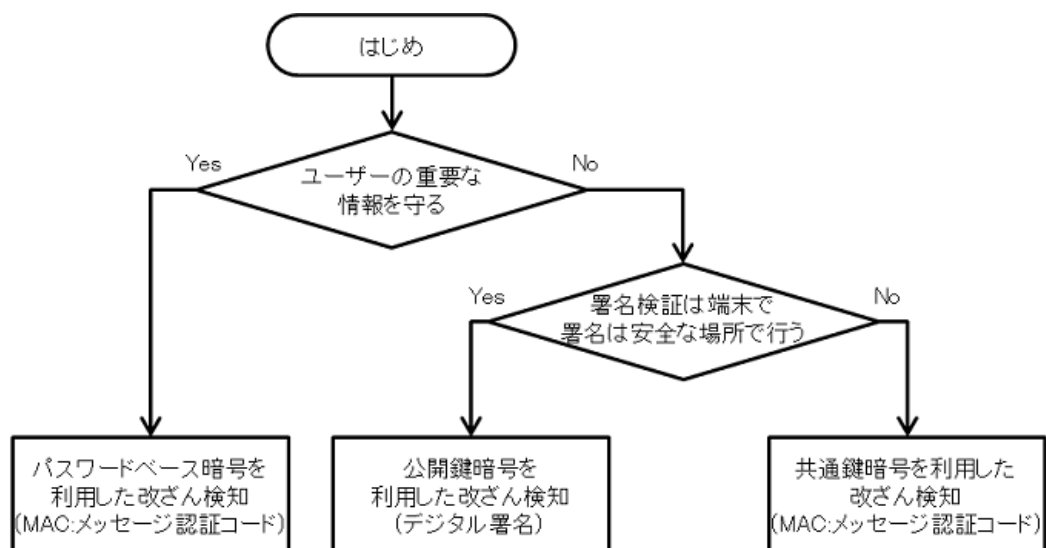 はじめ
Yes
No
ユーザーの重要な
情報を守る
Yes
No
署名検証は端末で
署名は安全な場所で行う
パスワードベース暗号を
利用した改ざん検知
(MAC:メッセージ認証コード)
公開鍵暗号を
利用した改ざん検知
(デジタル署名)
共通鍵暗号を利用した
改ざん検知
(MAC:メッセージ認証コード)